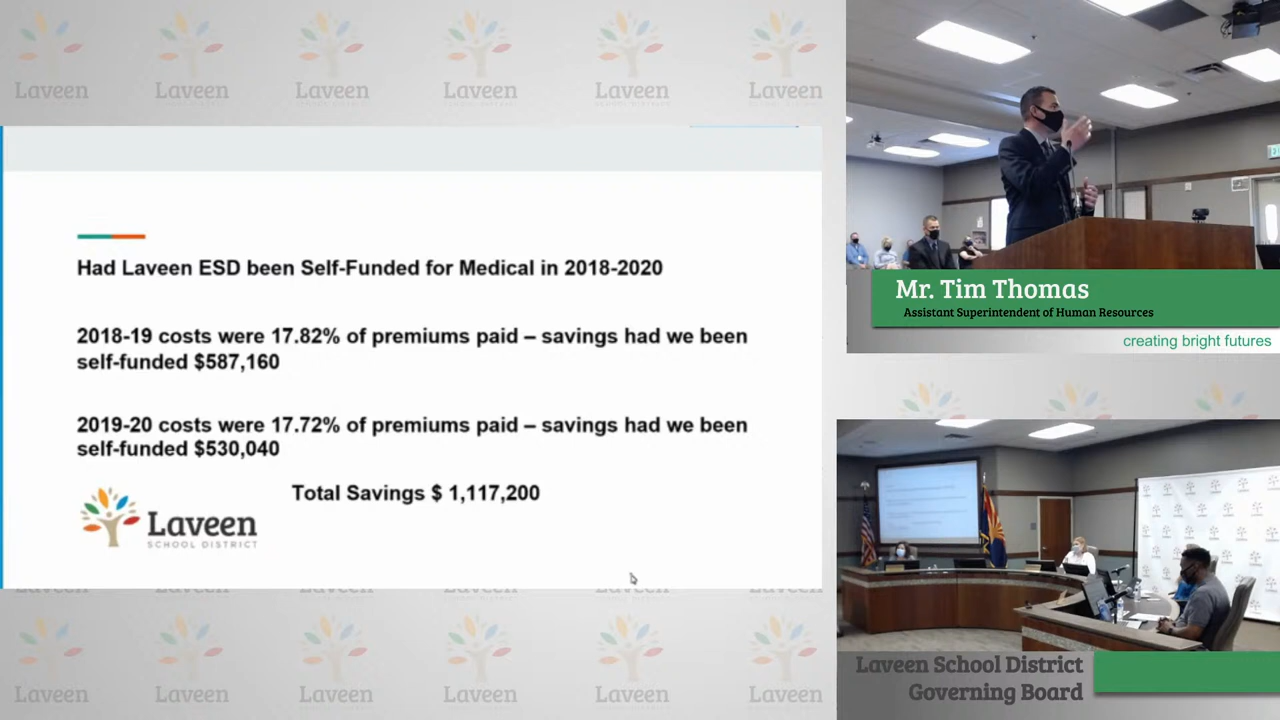 Laveen
Laveen
Laveen
Laveen
Laveen
Laveen
Had Laveen ESD been Self-Funded for Medical in 2018-2020
2018-19 costs were 17.82% of premiums paid – savings had we been
self-funded $587,160
2019-20 costs were 17.72% of premiums paid – savings had we been
self-funded $530,040
Total Savings $ 1,117,200
Laveen
SCHOOL DISTRICT
Mr. Tim Thomas
Assistant Superintendent of Human Resources
creating bright futures
Laveen School District
Governing Board
Laveen
Laveen
Laveen
Laveen
Laveen
Laveen